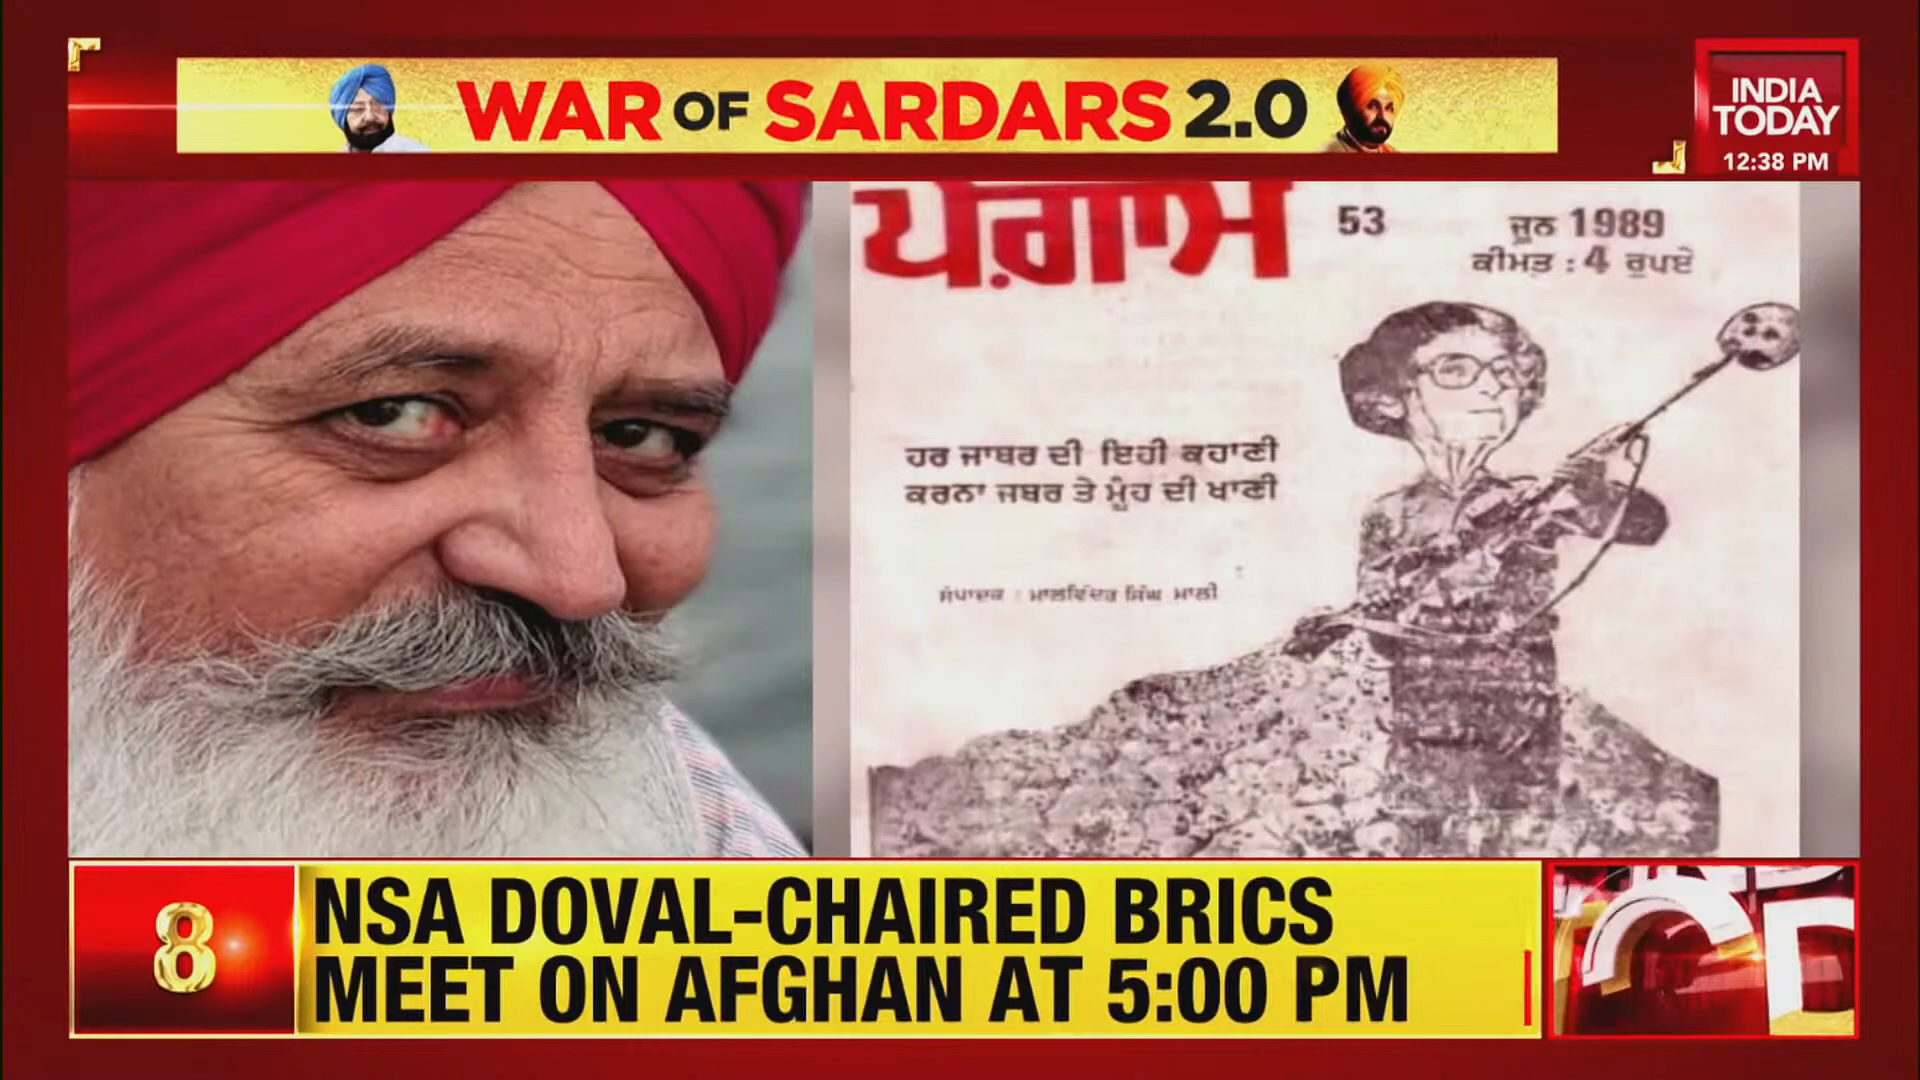 WAR OF SARDARS 2.0
INDIA
TODAY
12:38 PM
ਪੈਗ਼ਾਮ
53
ਜੂਨ 1989
ਕੀਮਤ : 4 ਰੁਪਏ
ਹਰ ਜਾਬਰ ਦੀ ਇਹੀ ਕਹਾਣੀ
ਕਰਨਾ ਜਬਰ ਤੇ ਮੂੰਹ ਦੀ ਖਾਣੀ
ਸੰਪਾਦਕ : ਮਾਲਵਿੰਦਰ ਸਿੰਘ ਮਾਲੀ
8
NSA DOVAL-CHAIRED BRICS
MEET ON AFGHAN AT 5:00 PM